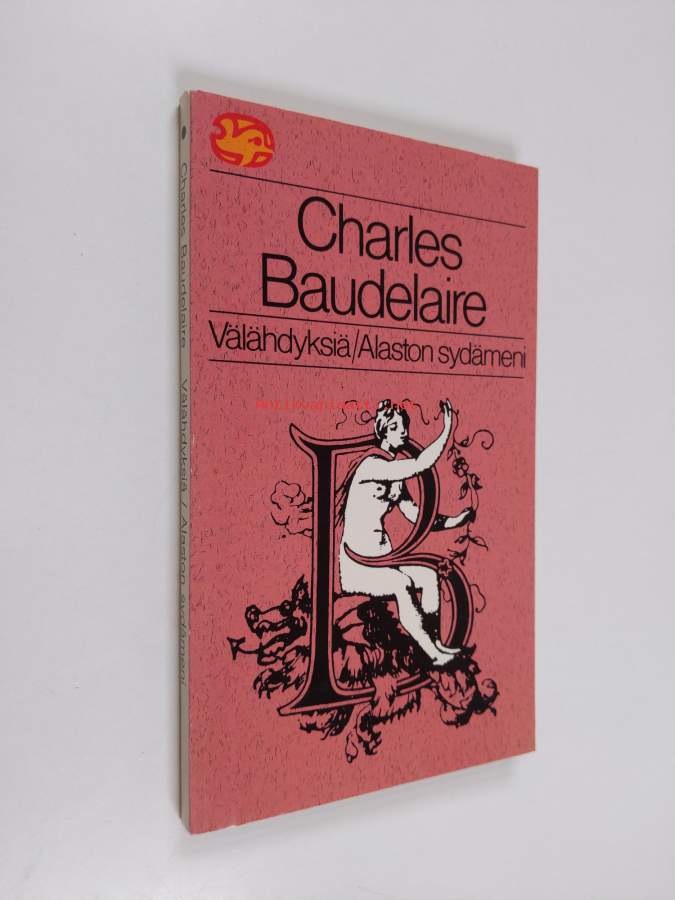 Charles
Baudelaire
Välähdyksiä/Alaston sydämeni
B
Charles Baudelaire Välähdyksiä / Alaston sydämeni